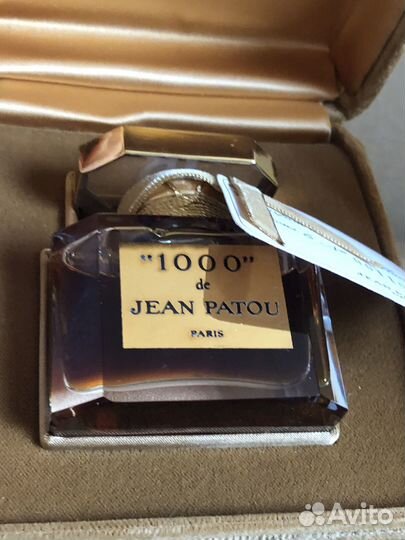 "1000"
de
JEAN PATOU
PARIS
Avito